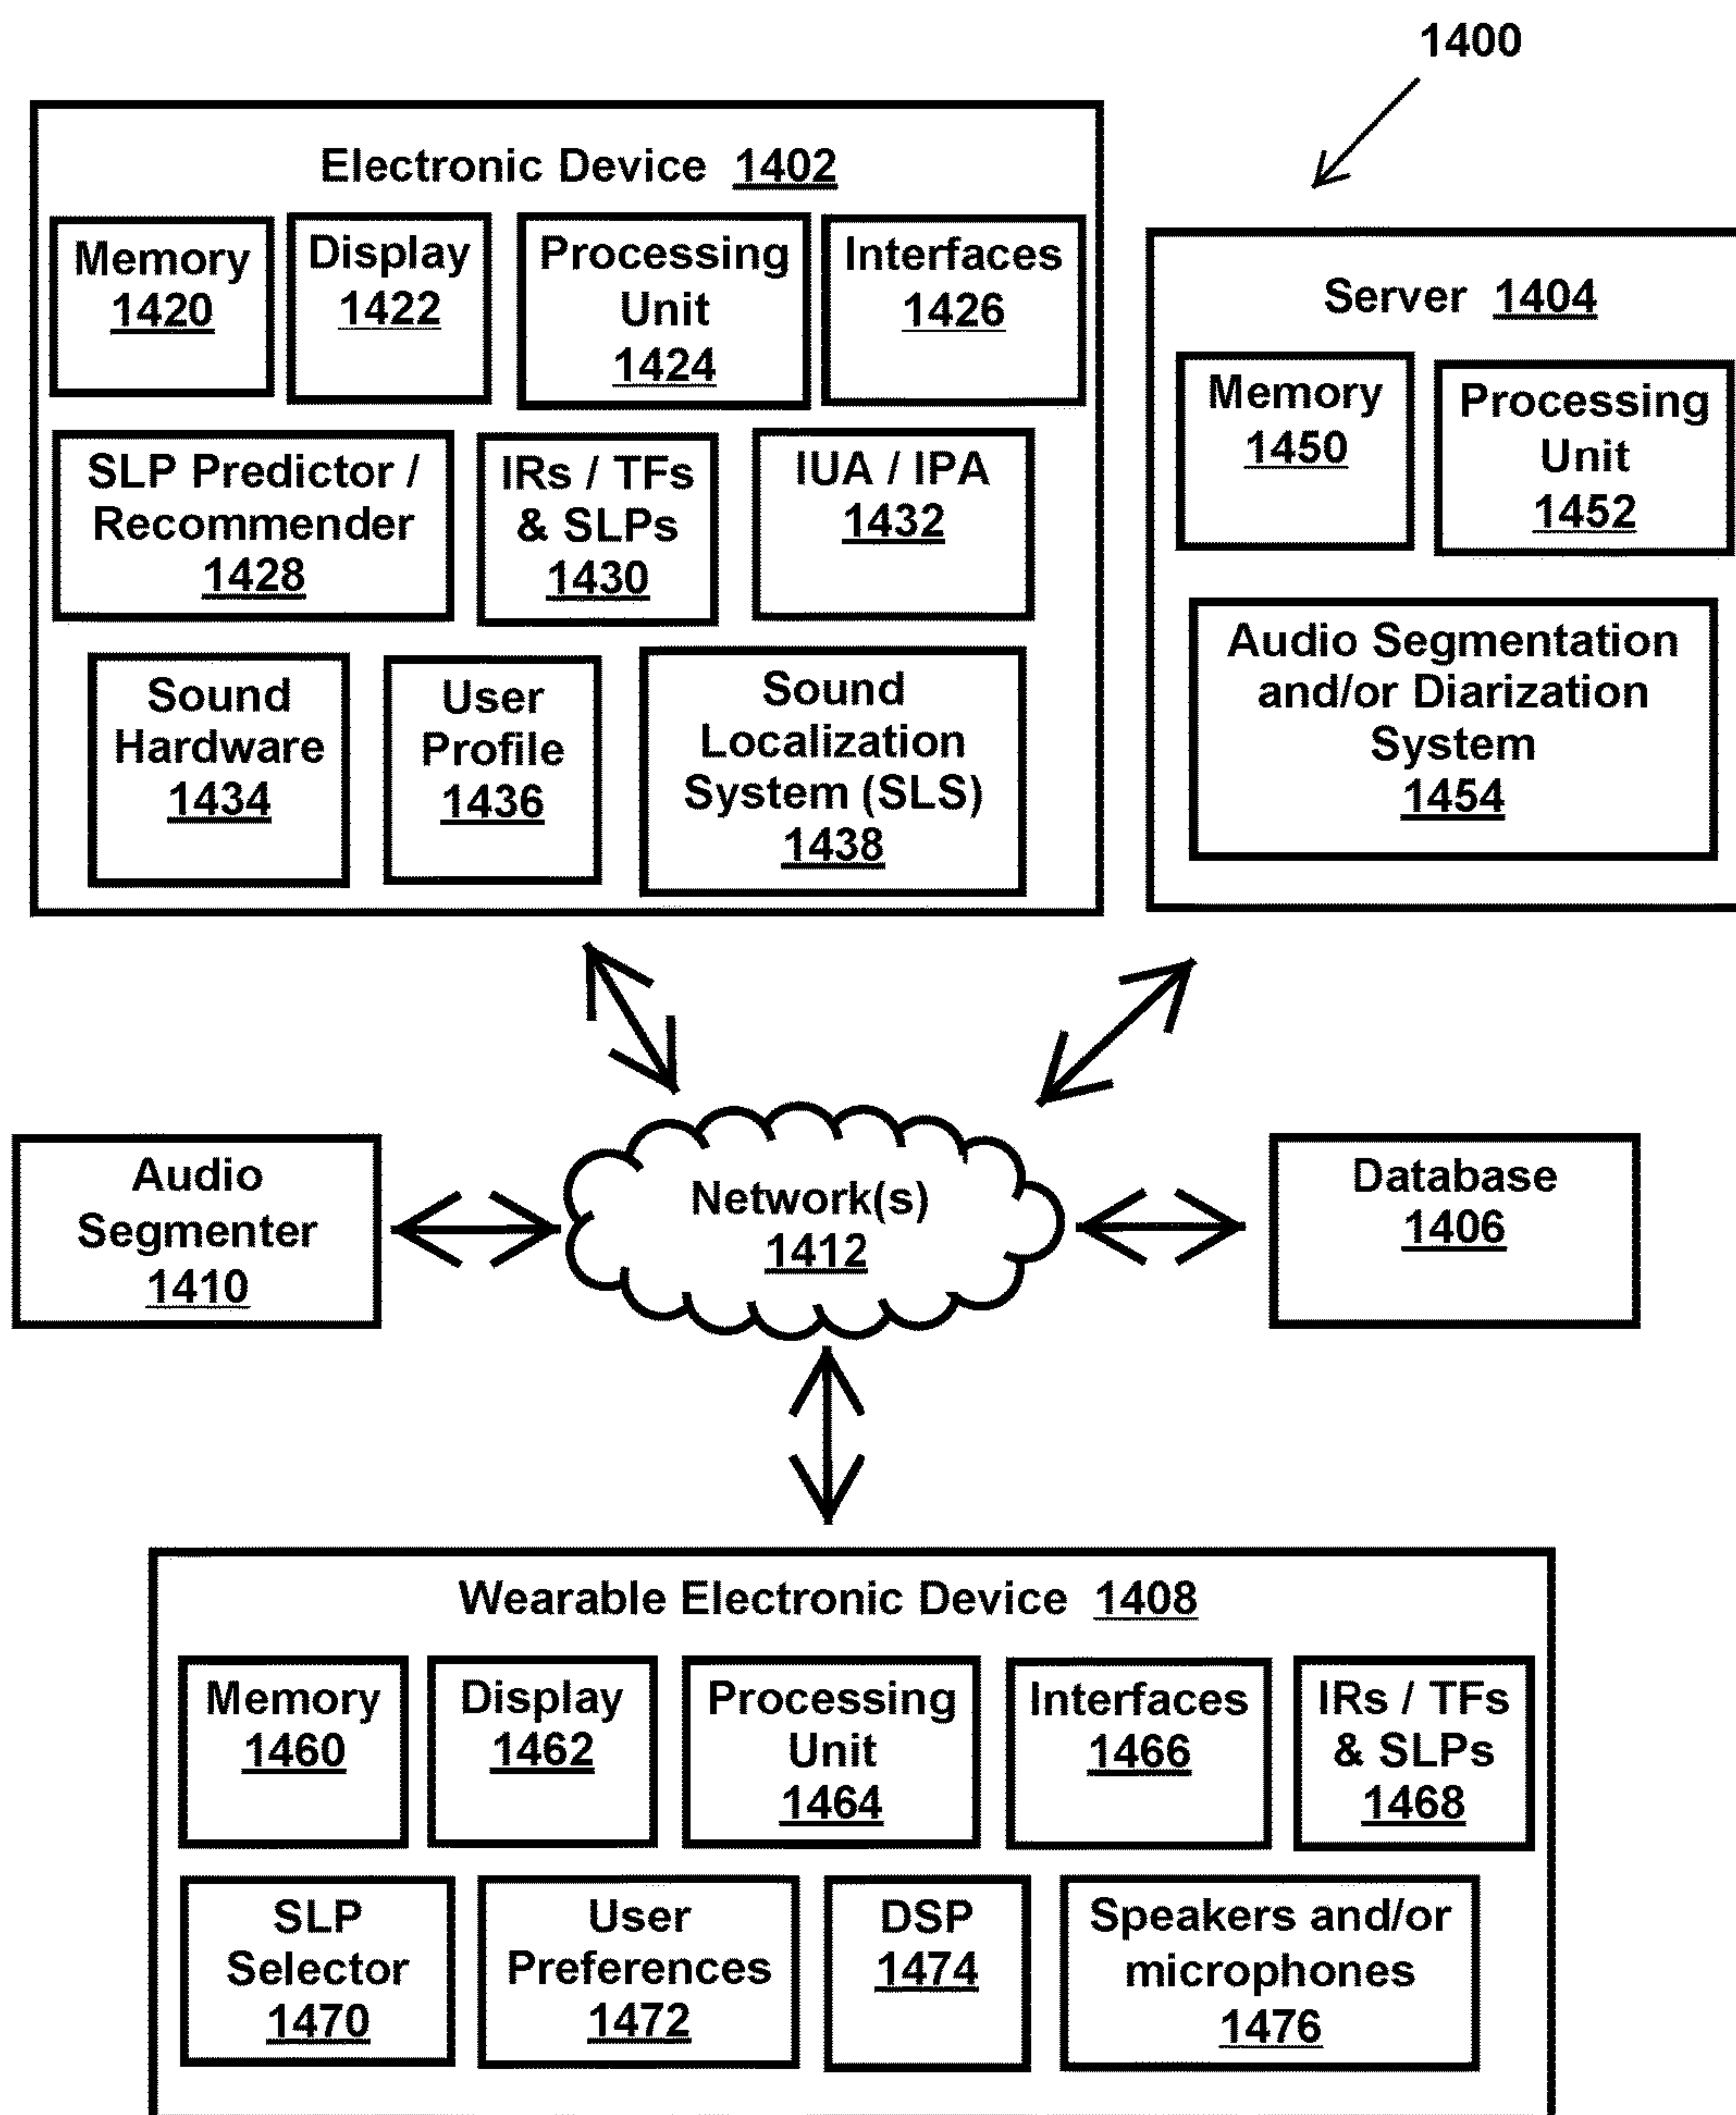 1400
Electronic Device 1402
Memory
1420
Display
1422
Processing
Unit
1424
Interfaces
1426
SLP Predictor /
Recommender
1428
IRs / TFs
& SLPs
1430
IUA / IPA
1432
Sound
Hardware
1434
User
Profile
1436
Sound
Localization
System (SLS)
1438
Server 1404
Memory
1450
Processing
Unit
1452
Audio Segmentation
and/or Diarization
System
1454
Audio
Segmenter
1410
Network(s)
1412
Database
1406
Wearable Electronic Device 1408
Memory
1460
Display
1462
Processing
Unit
1464
Interfaces
1466
IRs / TFs
& SLPs
1468
SLP
Selector
1470
User
Preferences
1472
DSP
1474
Speakers and/or
microphones
1476